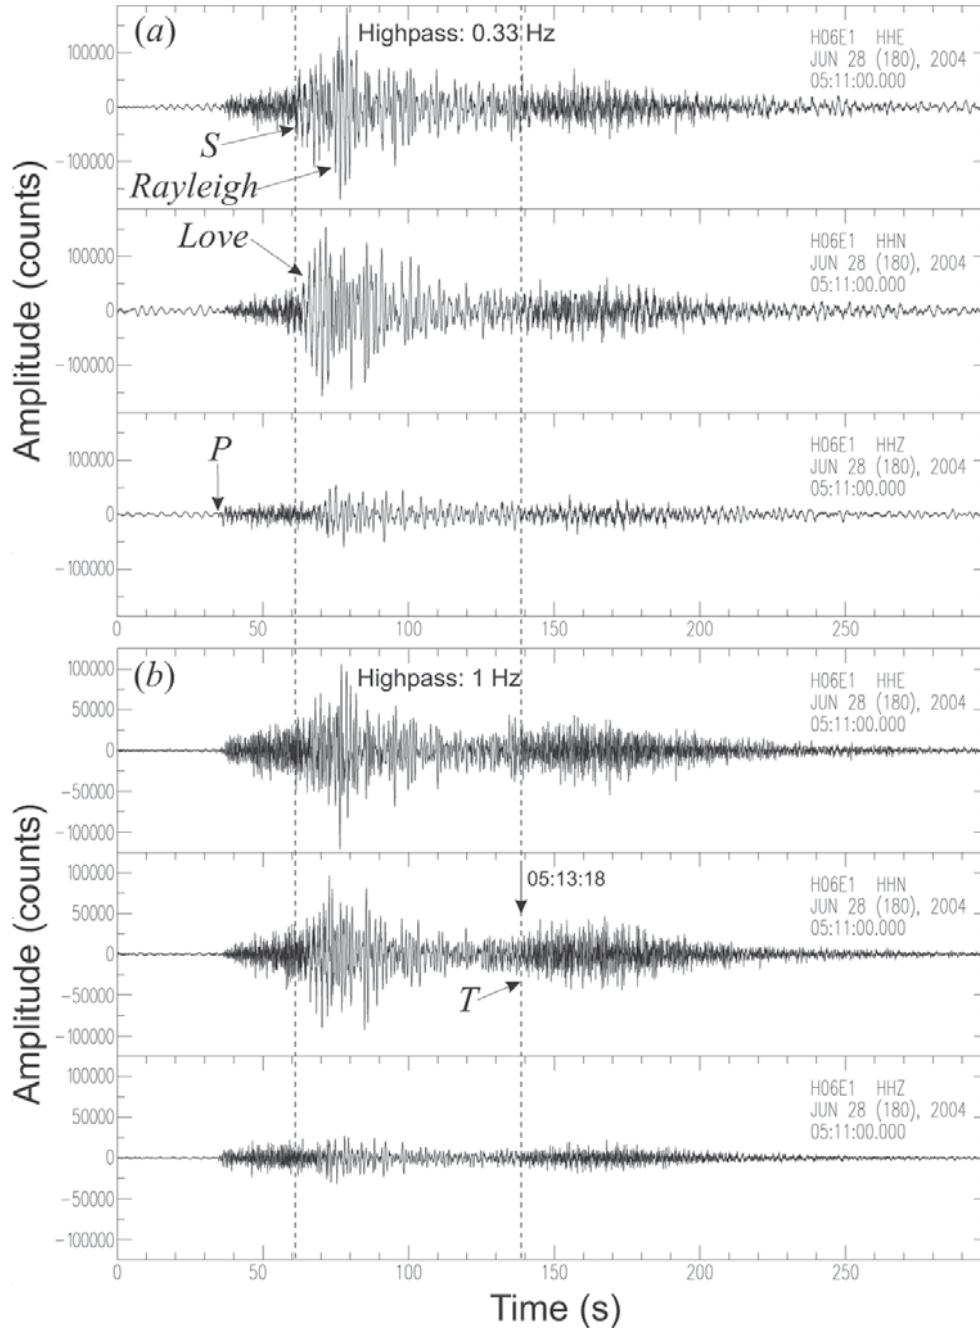 (a)
Highpass: 0.33 Hz
H06E1 HHE
JUN 28 (180), 2004
05:11:00.000
100000
0
-100000
S
Rayleigh
Love
H06E1 HHN
JUN 28 (180), 2004
05:11:00.000
100000
0
-100000
P
H06E1 HHZ
JUN 28 (180), 2004
05:11:00.000
100000
0
-100000
0 50 100 150 200 250
Amplitude (counts)
(b)
Highpass: 1 Hz
H06E1 HHE
JUN 28 (180), 2004
05:11:00.000
100000
50000
0
-50000
-100000
05:13:18
T
H06E1 HHN
JUN 28 (180), 2004
05:11:00.000
100000
50000
0
-50000
-100000
H06E1 HHZ
JUN 28 (180), 2004
05:11:00.000
100000
50000
0
-50000
-100000
0 50 100 150 200 250
Amplitude (counts)
Time (s)